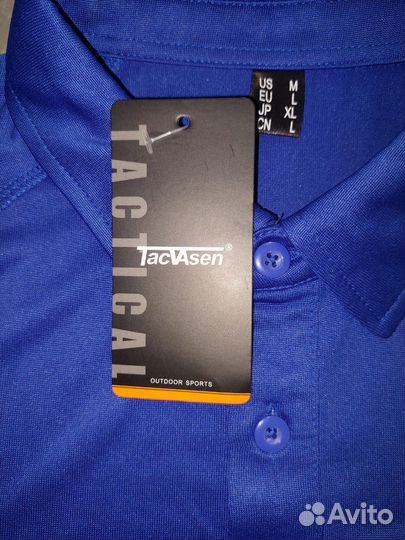 US M
EU L
JP XL
CN L
TACTICAL
TacVAsen®
OUTDOOR SPORTS
Avito